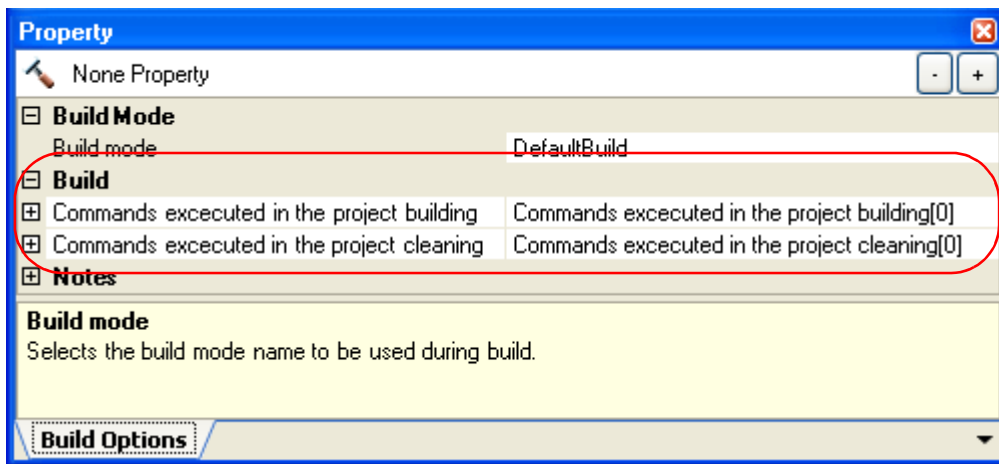 Property
None Property
- +
Build Mode
Build mode DefaultBuild
Build
Commands excecuted in the project building Commands excecuted in the project building[0]
Commands excecuted in the project cleaning Commands excecuted in the project cleaning[0]
Notes
Build mode
Selects the build mode name to be used during build.
Build Options